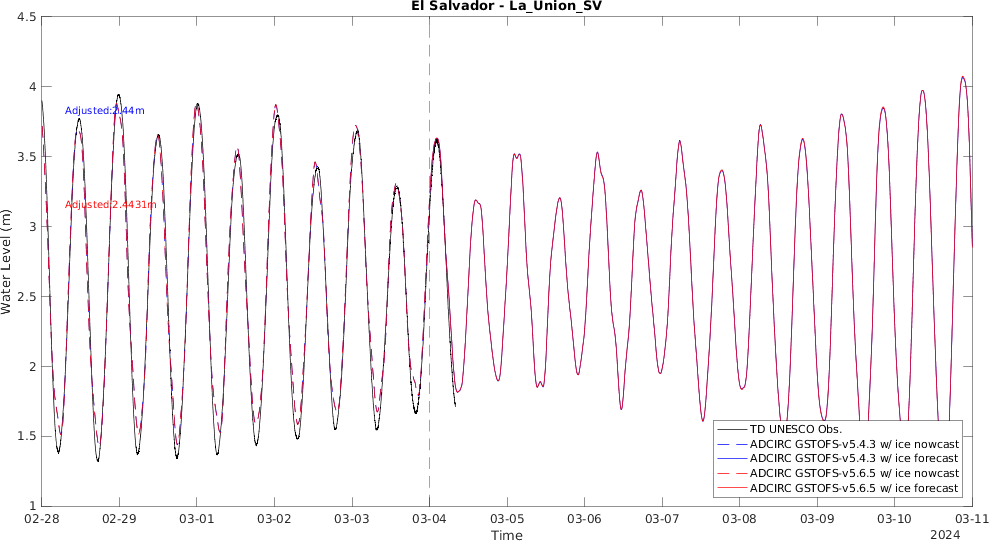 El Salvador - La_Union_SV
4.5
4
3.5
3
2.5
2
1.5
1
Water Level (m)
Adjusted:2.44m
Adjusted:2.4431m
TD UNESCO Obs.
ADCIRC GSTOFS-v5.4.3 w/ ice nowcast
ADCIRC GSTOFS-v5.4.3 w/ ice forecast
ADCIRC GSTOFS-v5.6.5 w/ ice nowcast
ADCIRC GSTOFS-v5.6.5 w/ ice forecast
02-28 02-29 03-01 03-02 03-03 03-04 03-05 03-06 03-07 03-08 03-09 03-10 03-11
Time
2024